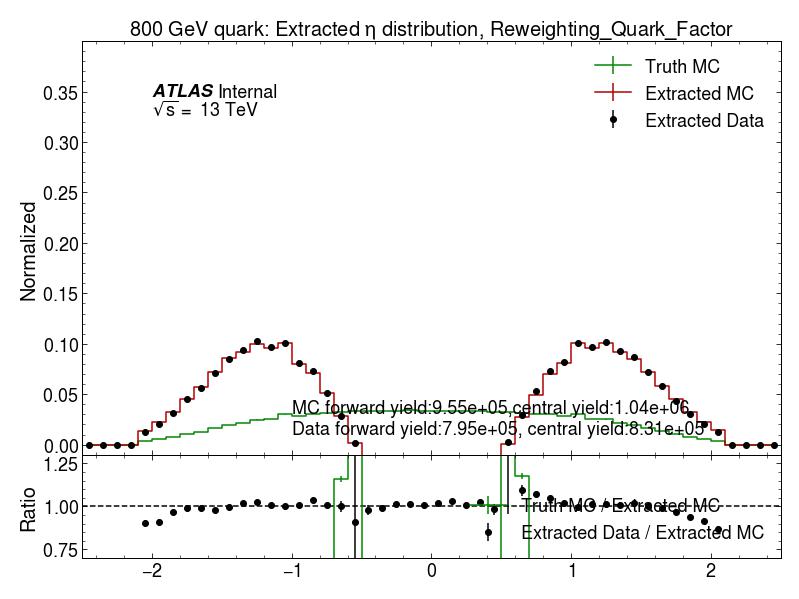 800 GeV quark: Extracted η distribution, Reweighting_Quark_Factor
ATLAS Internal
√s = 13 TeV
Truth MC
Extracted MC
Extracted Data
Normalized
0.35
0.30
0.25
0.20
0.15
0.10
0.05
0.00
MC forward yield:9.55e+05,central yield:1.04e+06
Data forward yield:7.95e+05, central yield:8.31e+05
Ratio
1.25
1.00
0.75
Truth MC / Extracted MC
Extracted Data / Extracted MC
−2 −1 0 1 2